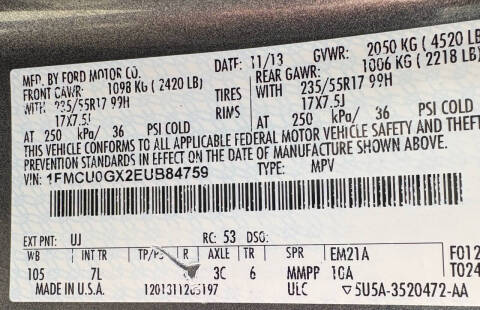 MFD. BY FORD MOTOR CO.
DATE: 11/13 GVWR: 2050 KG (4520 LB
FRONT GAWR: 1098 KG (2420 LB)
REAR GAWR: 1006 KG (2218 LB)
WITH 235/55R17 99H TIRES WITH 235/55R17 99H
17X7.5J RIMS 17X7.5J
AT 250 kPa/ 36 PSI COLD AT 250 kPa/ 36 PSI COLD
THIS VEHICLE CONFORMS TO ALL APPLICABLE FEDERAL MOTOR VEHICLE SAFETY AND THEFT
PREVENTION STANDARDS IN EFFECT ON THE DATE OF MANUFACTURE SHOWN ABOVE.
VIN: 1FMCU0GX2EUB84759 TYPE: MPV
EXT PNT: UJ RC: 53 DSO:
WB INT TR TP/PS R AXLE TR SPR EM21A F012
105 7L 3C 6 MMPP 10A T024
MADE IN U.S.A. ULC ▽5U5A-3520472-AA